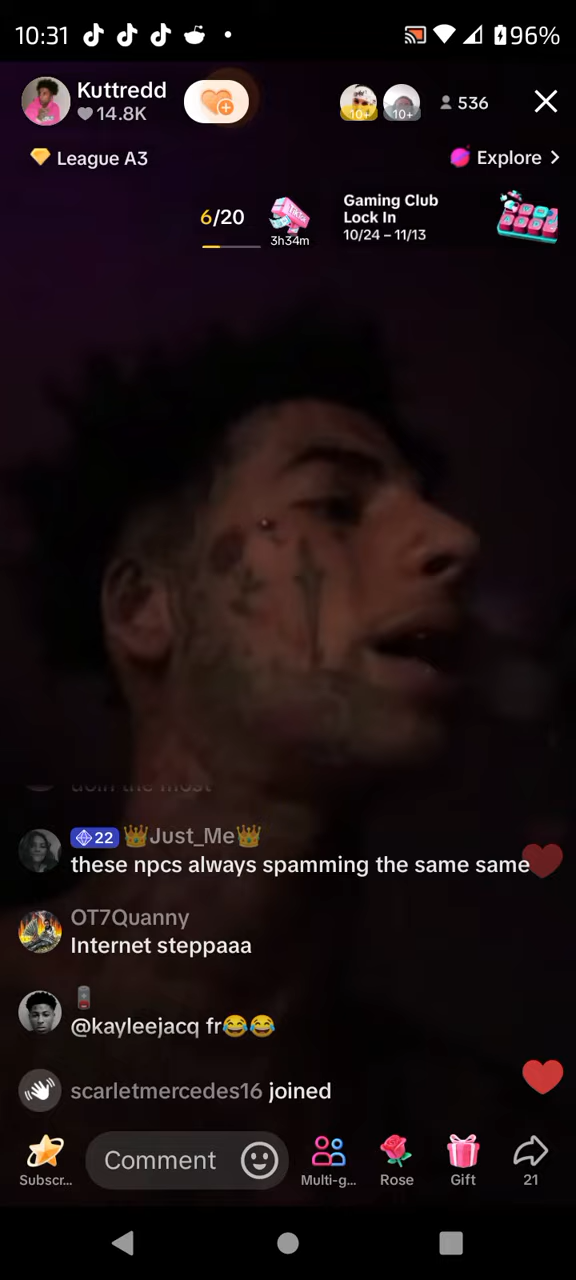 10:31
96%
Kuttredd
14.8K
10+
10+
536
League A3
Explore
6/20
3h34m
Gaming Club
Lock In
10/24 – 11/13
22 👑Just_Me👑
these npcs always spamming the same same
OT7Quanny
Internet steppaaa
@kayleejacq fr😂😂
scarletmercedes16 joined
Comment
Subscr...
Multi-g...
Rose
Gift
21